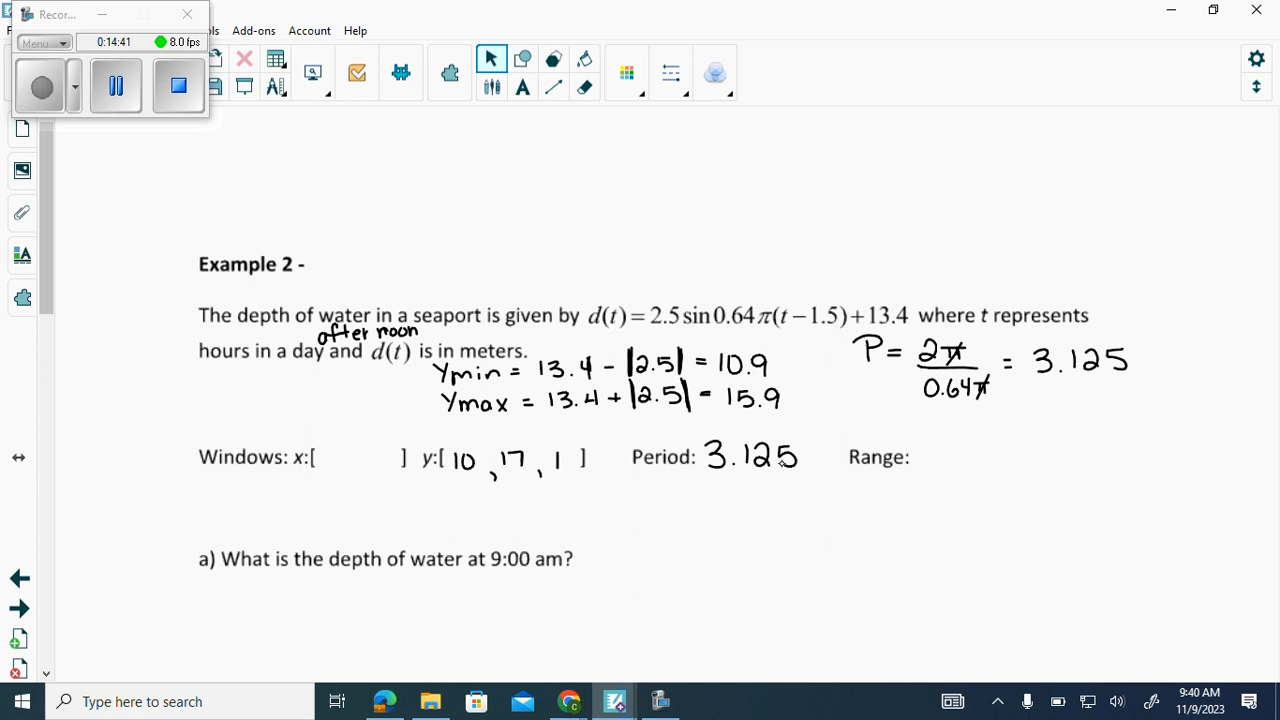 Recor...
Menu
0:14:41
8.0 fps
ls Add-ons Account Help
Example 2 -
The depth of water in a seaport is given by d(t) = 2.5 sin 0.64π(t − 1.5) + 13.4 where t represents
after noon
hours in a day and d(t) is in meters.
P = 2π / 0.64π = 3.125
Ymin = 13.4 - |2.5| = 10.9
Ymax = 13.4 + |2.5| = 15.9
Windows: x:[ ] y:[ 10 , 17 , 1 ] Period: 3.125 Range:
a) What is the depth of water at 9:00 am?
Type here to search
9:40 AM
11/9/2023